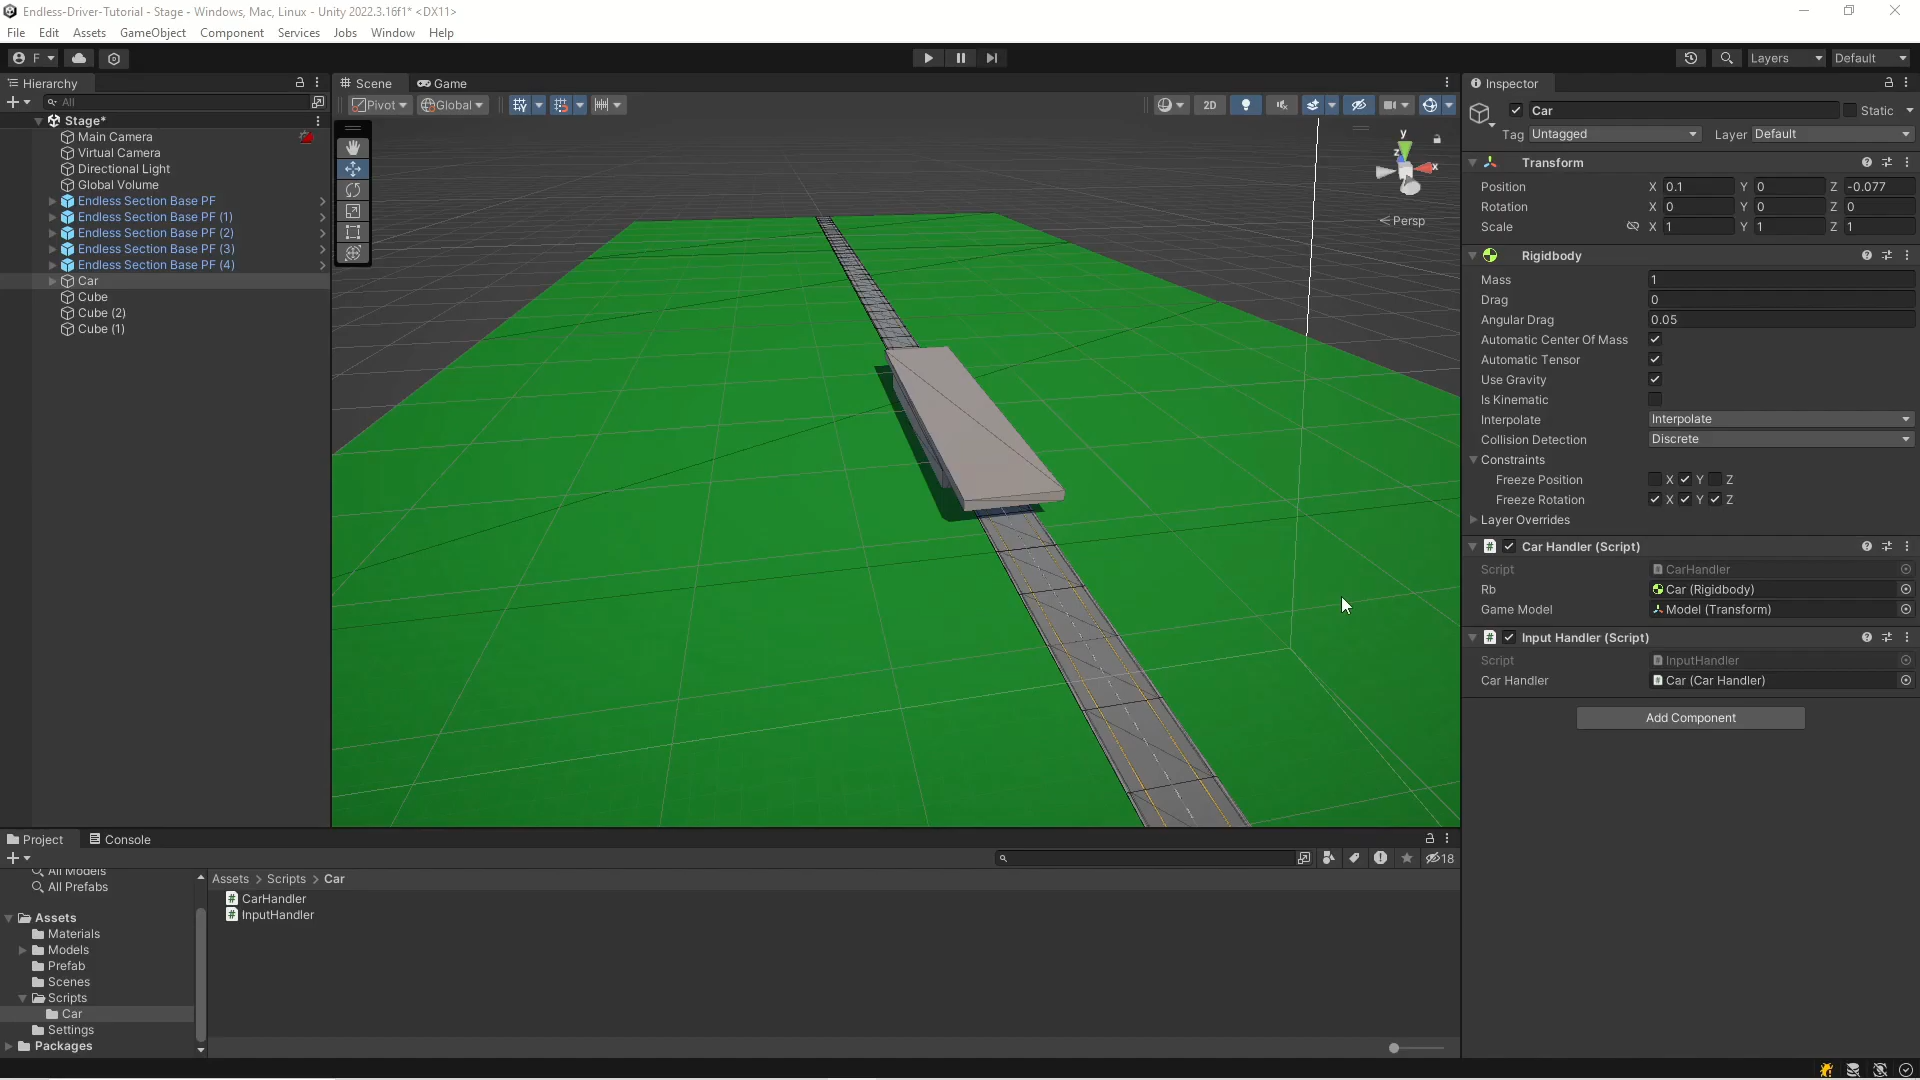 Endless-Driver-Tutorial - Stage - Windows, Mac, Linux - Unity 2022.3.16f1* <DX11>
File Edit Assets GameObject Component Services Jobs Window Help
F Layers Default
Hierarchy
All
Stage*
Main Camera
Virtual Camera
Directional Light
Global Volume
Endless Section Base PF
Endless Section Base PF (1)
Endless Section Base PF (2)
Endless Section Base PF (3)
Endless Section Base PF (4)
Car
Cube
Cube (2)
Cube (1)
Scene Game
Pivot Global 2D
y
z x
Persp
Inspector
Car Static
Tag Untagged Layer Default
Transform
Position X 0.1 Y 0 Z -0.077
Rotation X 0 Y 0 Z 0
Scale X 1 Y 1 Z 1
Rigidbody
Mass 1
Drag 0
Angular Drag 0.05
Automatic Center Of Mass
Automatic Tensor
Use Gravity
Is Kinematic
Interpolate Interpolate
Collision Detection Discrete
Constraints
Freeze Position X Y Z
Freeze Rotation X Y Z
Layer Overrides
Car Handler (Script)
Script CarHandler
Rb Car (Rigidbody)
Game Model Model (Transform)
Input Handler (Script)
Script InputHandler
Car Handler Car (Car Handler)
Add Component
Project Console
18
All Models
All Prefabs
Assets
Materials
Models
Prefab
Scenes
Scripts
Car
Settings
Packages
Assets > Scripts > Car
CarHandler
InputHandler